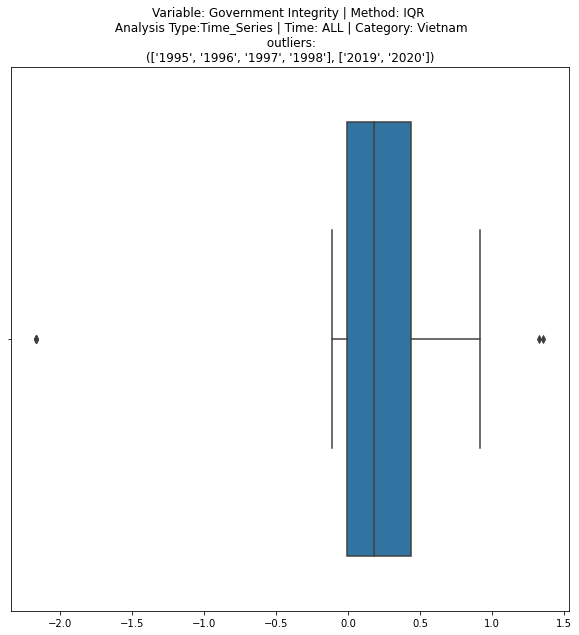 Variable: Government Integrity | Method: IQR
Analysis Type:Time_Series | Time: ALL | Category: Vietnam
outliers:
(['1995', '1996', '1997', '1998'], ['2019', '2020'])
−2.0 −1.5 −1.0 −0.5 0.0 0.5 1.0 1.5